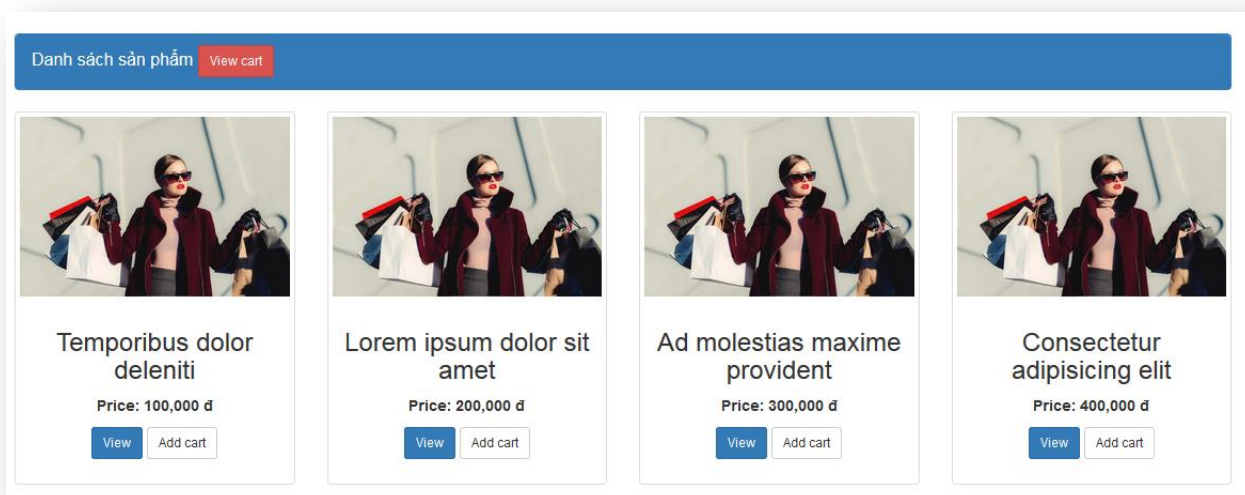 Danh sách sản phẩm View cart
Temporibus dolor
deleniti
Price: 100,000 đ
View Add cart
Lorem ipsum dolor sit
amet
Price: 200,000 đ
View Add cart
Ad molestias maxime
provident
Price: 300,000 đ
View Add cart
Consectetur
adipisicing elit
Price: 400,000 đ
View Add cart